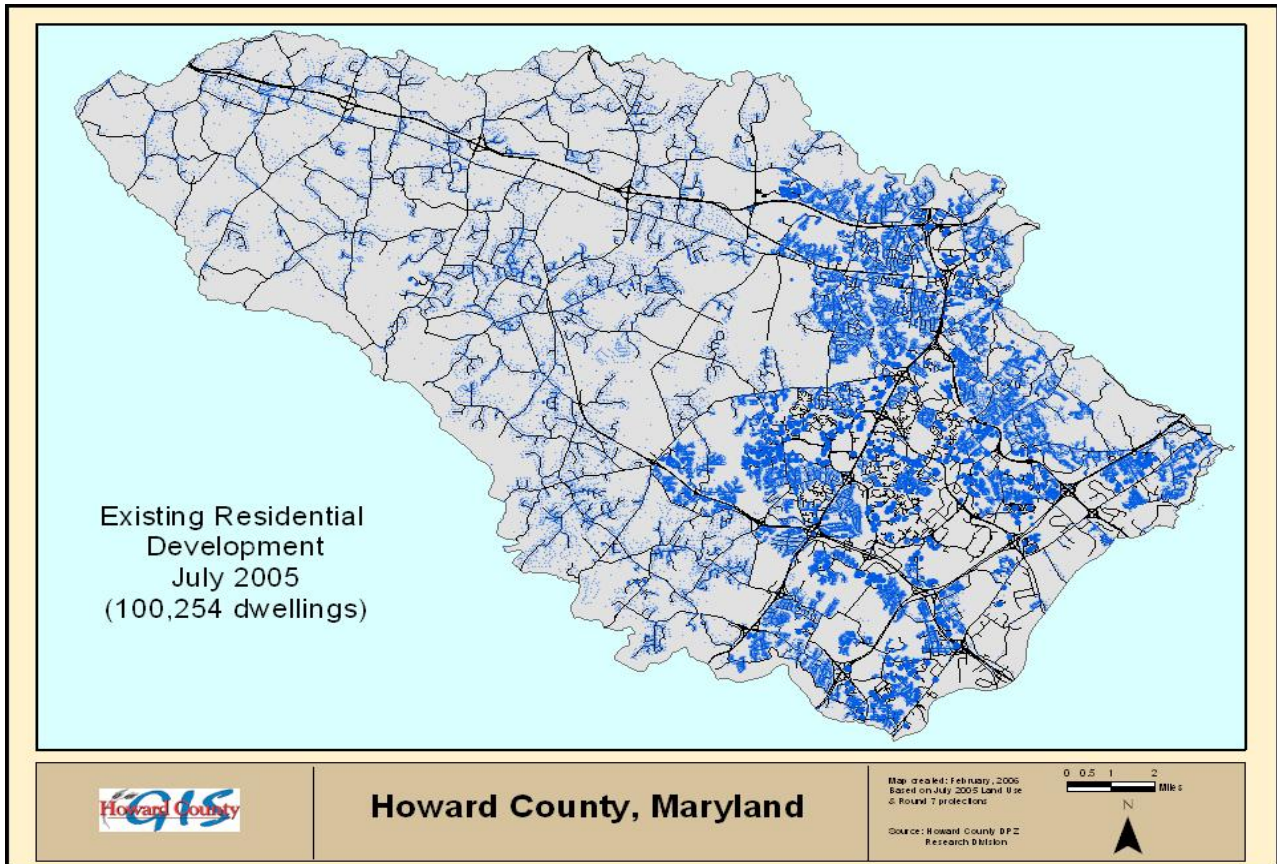 Existing Residential
Development
July 2005
(100,254 dwellings)
Howard County
GIS
Howard County, Maryland
Map created: February, 2006
Based on July 2005 Land Use
& Round 7 projections
Source: Howard County DPZ
Research Division
0 0.5 1 2
Miles
N